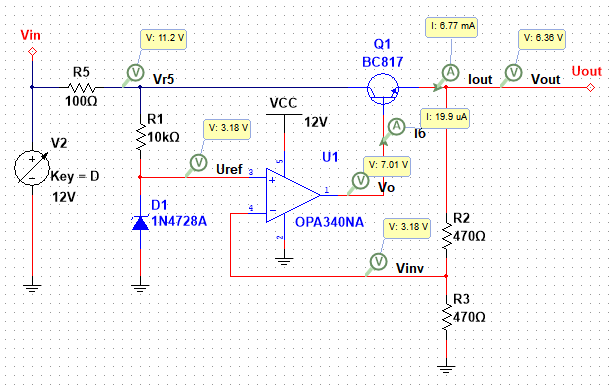 I: 6.77 mA
Vin
V: 11.2 V
Q1
V: 6.36 V
BC817
R5
Vr5
Iout
Vout
Uout
100Ω
VCC
12V
R1
10kΩ
V: 3.18 V
I: 19.9 uA
I6
V2
U1
Key = D
12V
Uref
3
5
V: 7.01 V
1
Vo
D1
1N4728A
4
2
OPA340NA
V: 3.18 V
R2
470Ω
Vinv
R3
470Ω